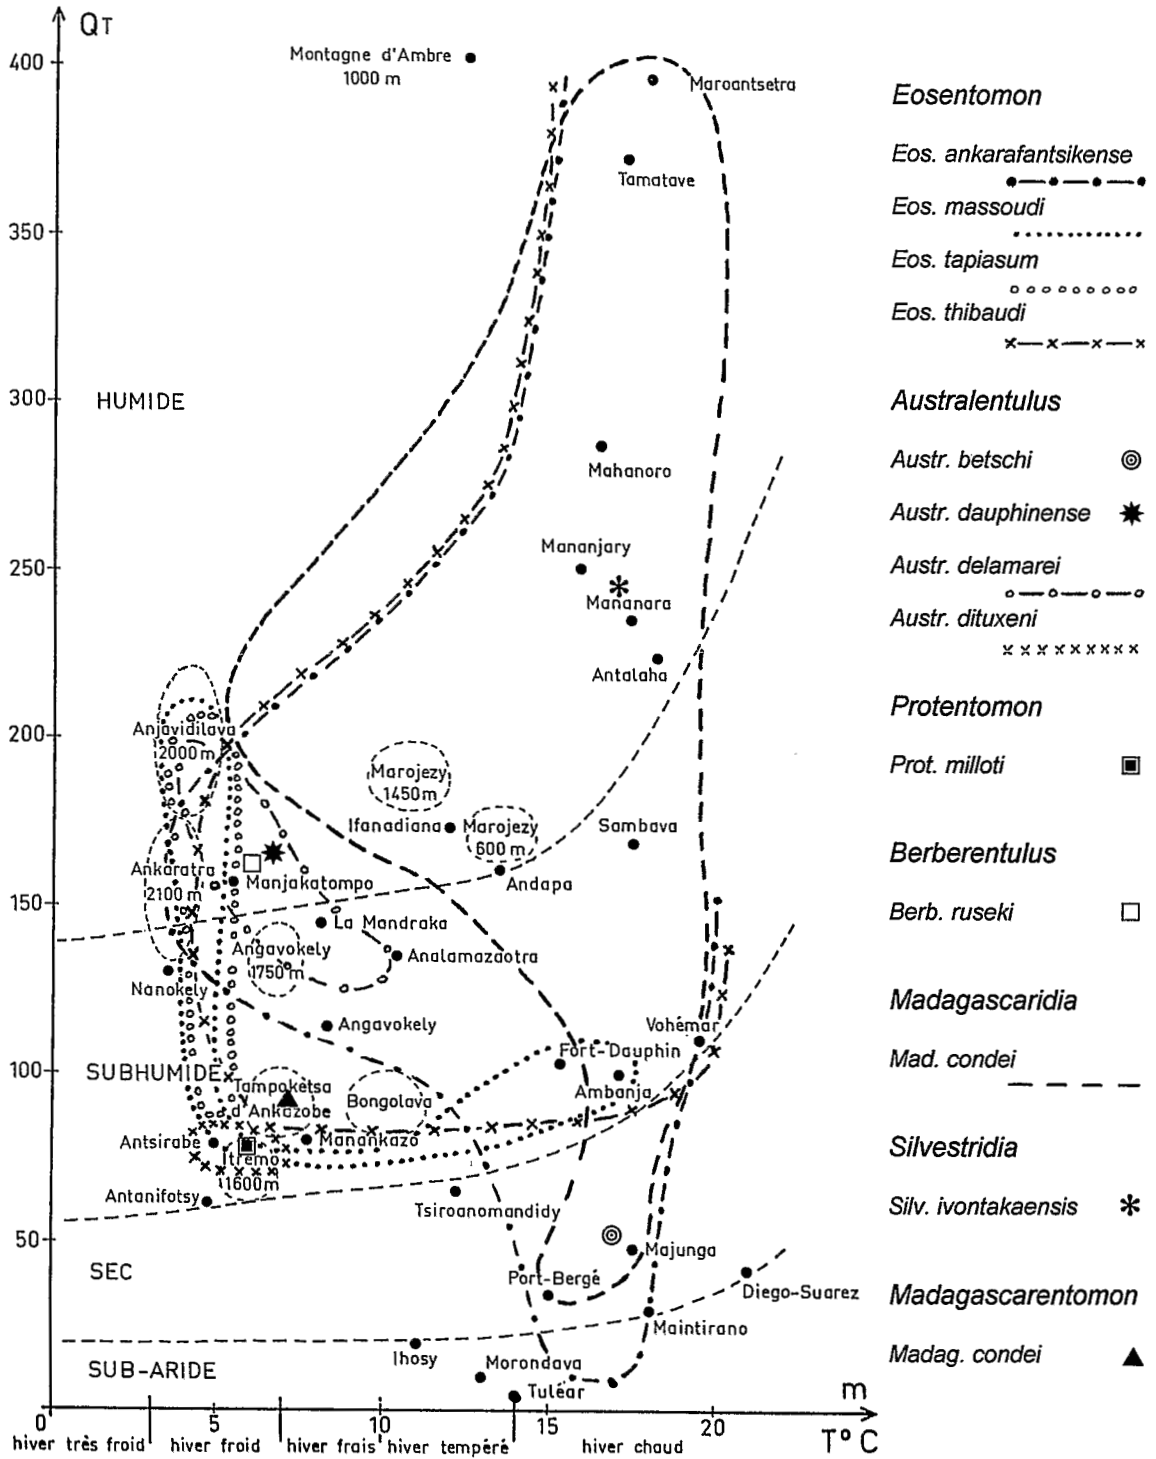 QT
400
350
300
250
200
150
100
50
0
5
10
15
20
m
T° C
hiver très froid
hiver froid
hiver frais
hiver tempéré
hiver chaud
HUMIDE
SUBHUMIDE
SEC
SUB-ARIDE
Montagne d'Ambre
1000 m
Maroantsetra
Tamatave
Mahanoro
Mananjary
Mananara
Antalaha
Anjavidilava
2000 m
Marojezy
1450m
Ifanadiana
Marojezy
600 m
Sambava
Andapa
Ankaratra
2100 m
Manjakatompo
La Mandraka
Angavokely
1750 m
Analamazaotra
Nanokely
Angavokely
Vohémar
Fort-Dauphin
Ambanja
Tampoketsa
d'Ankazobe
Bongolava
Antsirabe
Manankazo
Itremo
1600m
Antanifotsy
Tsiroanomandidy
Majunga
Port-Bergé
Diego-Suarez
Maintirano
Ihosy
Morondava
Tuléar
Eosentomon
Eos. ankarafantsikense
Eos. massoudi
Eos. tapiasum
Eos. thibaudi
Australentulus
Austr. betschi
Austr. dauphinense
Austr. delamarei
Austr. dituxeni
Protentomon
Prot. milloti
Berberentulus
Berb. ruseki
Madagascaridia
Mad. condei
Silvestridia
Silv. ivontakaensis
Madagascarentomon
Madag. condei